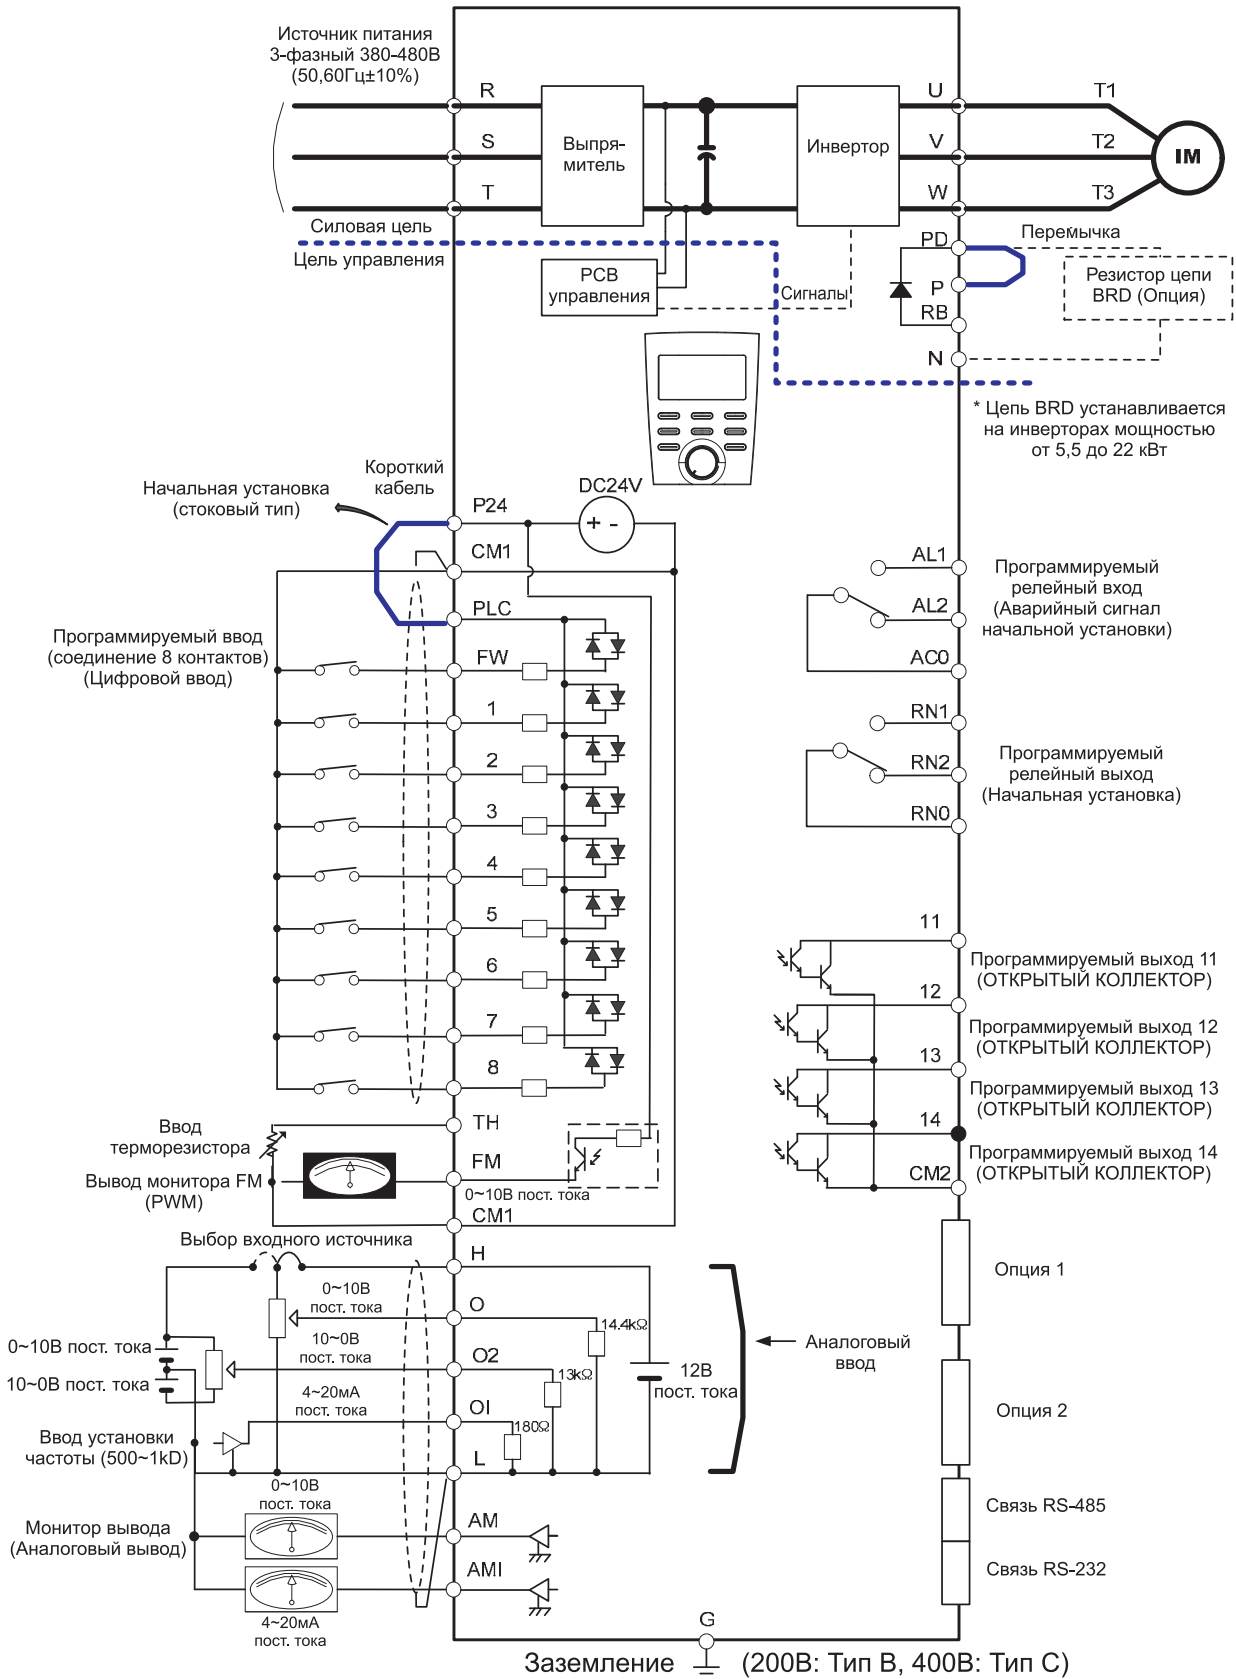 Источник питания
3-фазный 380-480В
(50,60Гц±10%)
R
S
T
Выпря-
митель
Инвертор
U
V
W
T1
T2
T3
IM
Силовая цель
Цель управления
PCB
управления
Сигналы
PD
P
RB
N
Перемычка
Резистор цепи
BRD (Опция)
* Цепь BRD устанавливается
на инверторах мощностью
от 5,5 до 22 кВт
Короткий
кабель
Начальная установка
(стоковый тип)
P24
DC24V
+ -
CM1
PLC
Программируемый ввод
(соединение 8 контактов)
(Цифровой ввод)
FW
1
2
3
4
5
6
7
8
AL1
AL2
AC0
Программируемый
релейный вход
(Аварийный сигнал
начальной установки)
RN1
RN2
RN0
Программируемый
релейный выход
(Начальная установка)
11
Программируемый выход 11
(ОТКРЫТЫЙ КОЛЛЕКТОР)
12
Программируемый выход 12
(ОТКРЫТЫЙ КОЛЛЕКТОР)
13
Программируемый выход 13
(ОТКРЫТЫЙ КОЛЛЕКТОР)
14
Программируемый выход 14
(ОТКРЫТЫЙ КОЛЛЕКТОР)
CM2
Ввод
терморезистора
TH
Вывод монитора FM
(PWM)
FM
0~10В пост. тока
CM1
Выбор входного источника
H
0~10В
пост. тока
O
14.4kΩ
10~0В
пост. тока
O2
13kΩ
0~10В пост. тока
10~0В пост. тока
4~20мА
пост. тока
OI
180Ω
12В
пост. тока
Аналоговый
ввод
Ввод установки
частоты (500~1kD)
L
0~10В
пост. тока
Монитор вывода
(Аналоговый вывод)
AM
AMI
4~20мА
пост. тока
Опция 1
Опция 2
Связь RS-485
Связь RS-232
G
Заземление (200В: Тип В, 400В: Тип С)